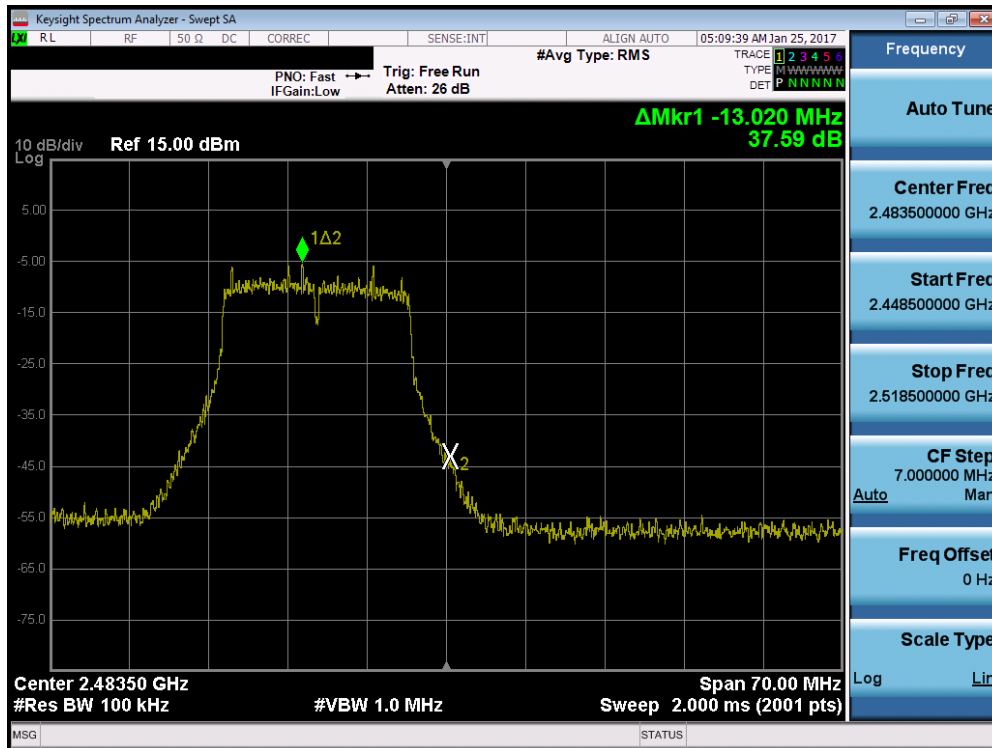 Keysight Spectrum Analyzer - Swept SA
LXI RL RF 50 Ω DC CORREC SENSE:INT ALIGN AUTO 05:09:39 AM Jan 25, 2017
PNO: Fast
IFGain:Low
Trig: Free Run
Atten: 26 dB
#Avg Type: RMS
TRACE 1 2 3 4 5 6
TYPE M W W W W W
DET P N N N N N
ΔMkr1 -13.020 MHz
37.59 dB
10 dB/div
Log
Ref 15.00 dBm
5.00
-5.00
-15.0
-25.0
-35.0
-45.0
-55.0
-65.0
-75.0
1Δ2
X2
Center 2.48350 GHz
#Res BW 100 kHz
#VBW 1.0 MHz
Span 70.00 MHz
Sweep 2.000 ms (2001 pts)
MSG
STATUS
Frequency
Auto Tune
Center Freq
2.483500000 GHz
Start Freq
2.448500000 GHz
Stop Freq
2.518500000 GHz
CF Step
7.000000 MHz
Auto Man
Freq Offset
0 Hz
Scale Type
Log Lin